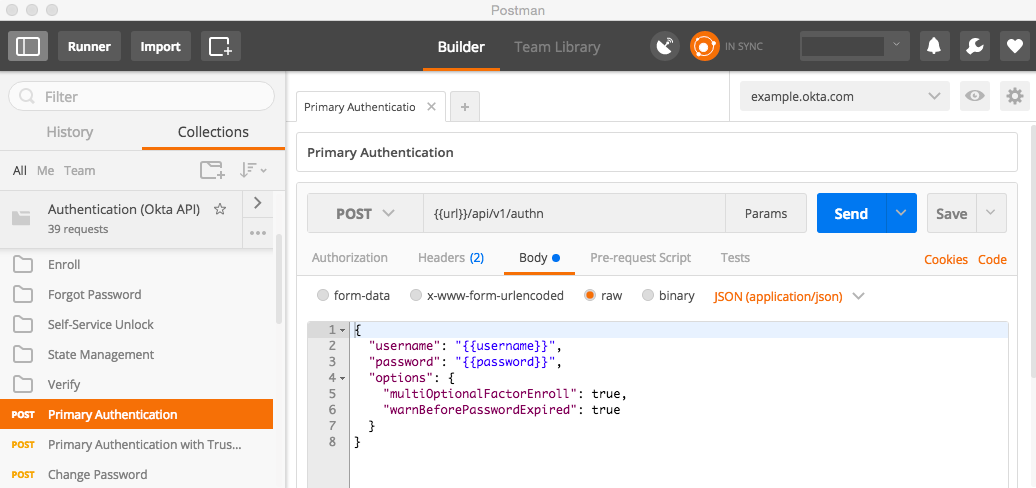 Postman
Runner Import Builder Team Library IN SYNC
Filter
History Collections
All Me Team
Authentication (Okta API)
39 requests
Enroll
Forgot Password
Self-Service Unlock
State Management
Verify
POST Primary Authentication
POST Primary Authentication with Trus...
POST Change Password
Primary Authenticatio
example.okta.com
Primary Authentication
POST {{url}}/api/v1/authn Params Send Save
Authorization Headers (2) Body Pre-request Script Tests Cookies Code
form-data x-www-form-urlencoded raw binary JSON (application/json)
1 {
2 "username": "{{username}}",
3 "password": "{{password}}",
4 "options": {
5 "multiOptionalFactorEnroll": true,
6 "warnBeforePasswordExpired": true
7 }
8 }